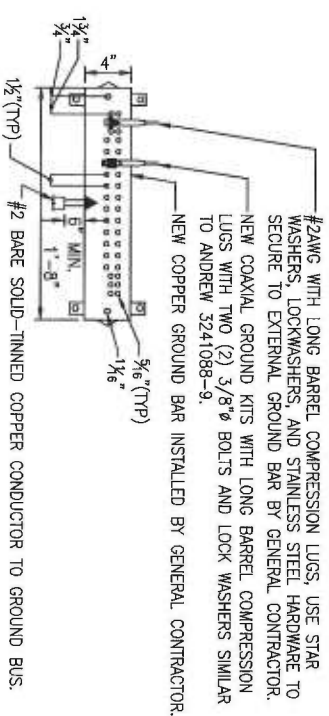 #2AWG WITH LONG BARREL COMPRESSION LUGS, USE STAR
WASHERS, LOCKWASHERS, AND STAINLESS STEEL HARDWARE TO
SECURE TO EXTERNAL GROUND BAR BY GENERAL CONTRACTOR.
NEW COAXIAL GROUND KITS WITH LONG BARREL COMPRESSION
LUGS WITH TWO (2) 3/8"ø BOLTS AND LOCK WASHERS SIMILAR
TO ANDREW 3241088-9.
NEW COPPER GROUND BAR INSTALLED BY GENERAL CONTRACTOR.
4"
1¾"
¾"
5/16"(TYP)
1 1/16"
6" MIN.
1'-8"
1½"(TYP)
#2 BARE SOLID-TINNED COPPER CONDUCTOR TO GROUND BUS.